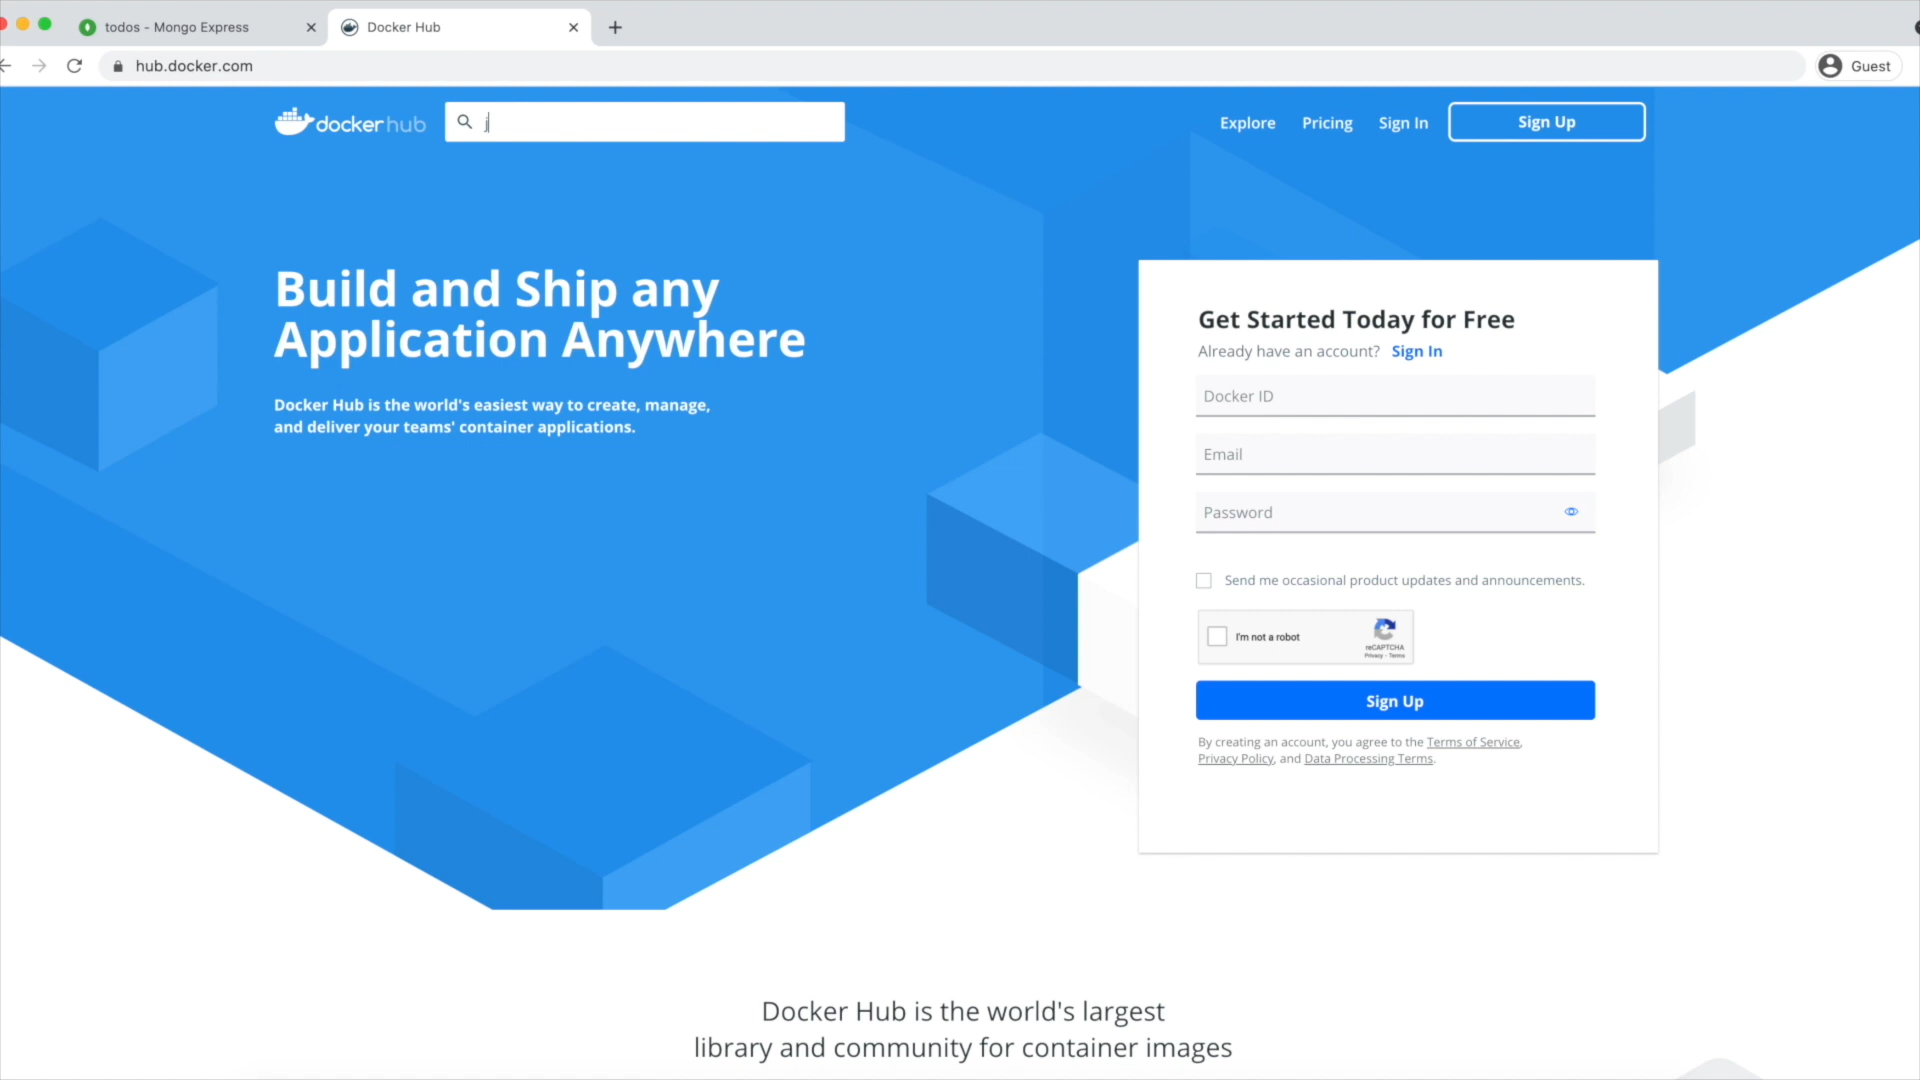 todos - Mongo Express
Docker Hub
hub.docker.com
Guest
dockerhub
j
Explore
Pricing
Sign In
Sign Up
Build and Ship any
Application Anywhere
Docker Hub is the world's easiest way to create, manage,
and deliver your teams' container applications.
Get Started Today for Free
Already have an account? Sign In
Docker ID
Email
Password
Send me occasional product updates and announcements.
I'm not a robot
reCAPTCHA
Privacy - Terms
Sign Up
By creating an account, you agree to the Terms of Service,
Privacy Policy, and Data Processing Terms.
Docker Hub is the world's largest
library and community for container images